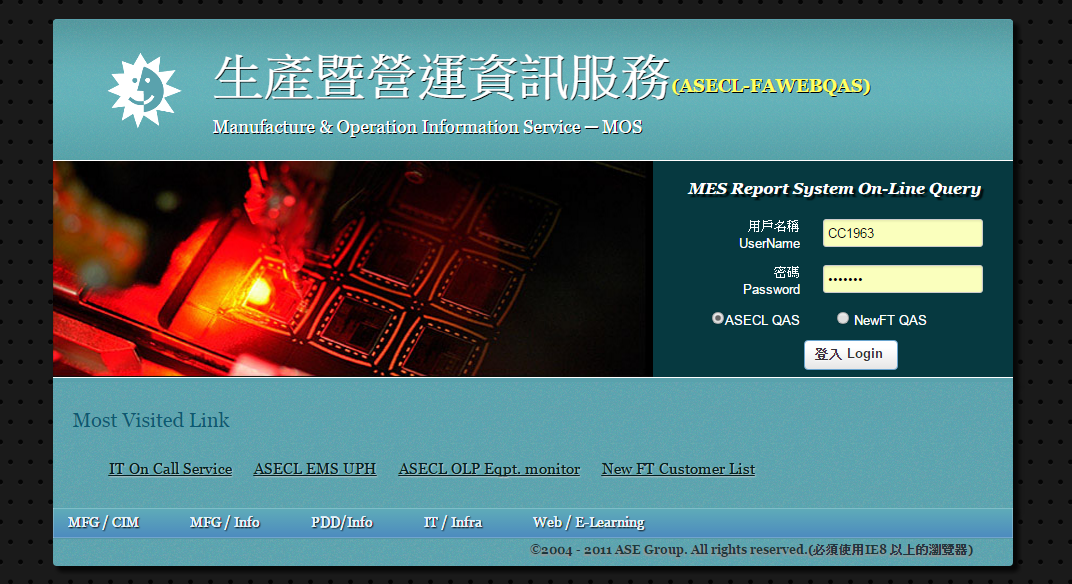 生產暨營運資訊服務(ASECL-FAWEBQAS)
Manufacture & Operation Information Service — MOS
MES Report System On-Line Query
用戶名稱
UserName
CC1963
密碼
Password
•••••••
ASECL QAS NewFT QAS
登入 Login
Most Visited Link
IT On Call Service ASECL EMS UPH ASECL OLP Eqpt. monitor New FT Customer List
MFG / CIM MFG / Info PDD/Info IT / Infra Web / E-Learning
©2004 - 2011 ASE Group. All rights reserved.(必須使用IE8 以上的瀏覽器)